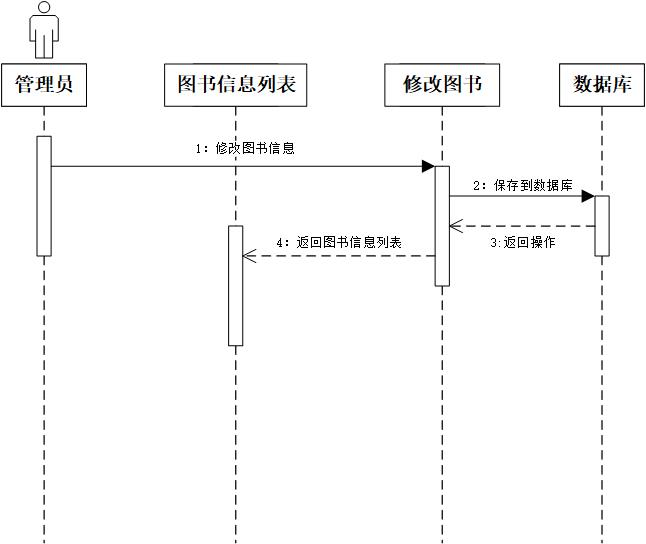 管理员
图书信息列表
修改图书
数据库
1：修改图书信息
2：保存到数据库
3:返回操作
4：返回图书信息列表